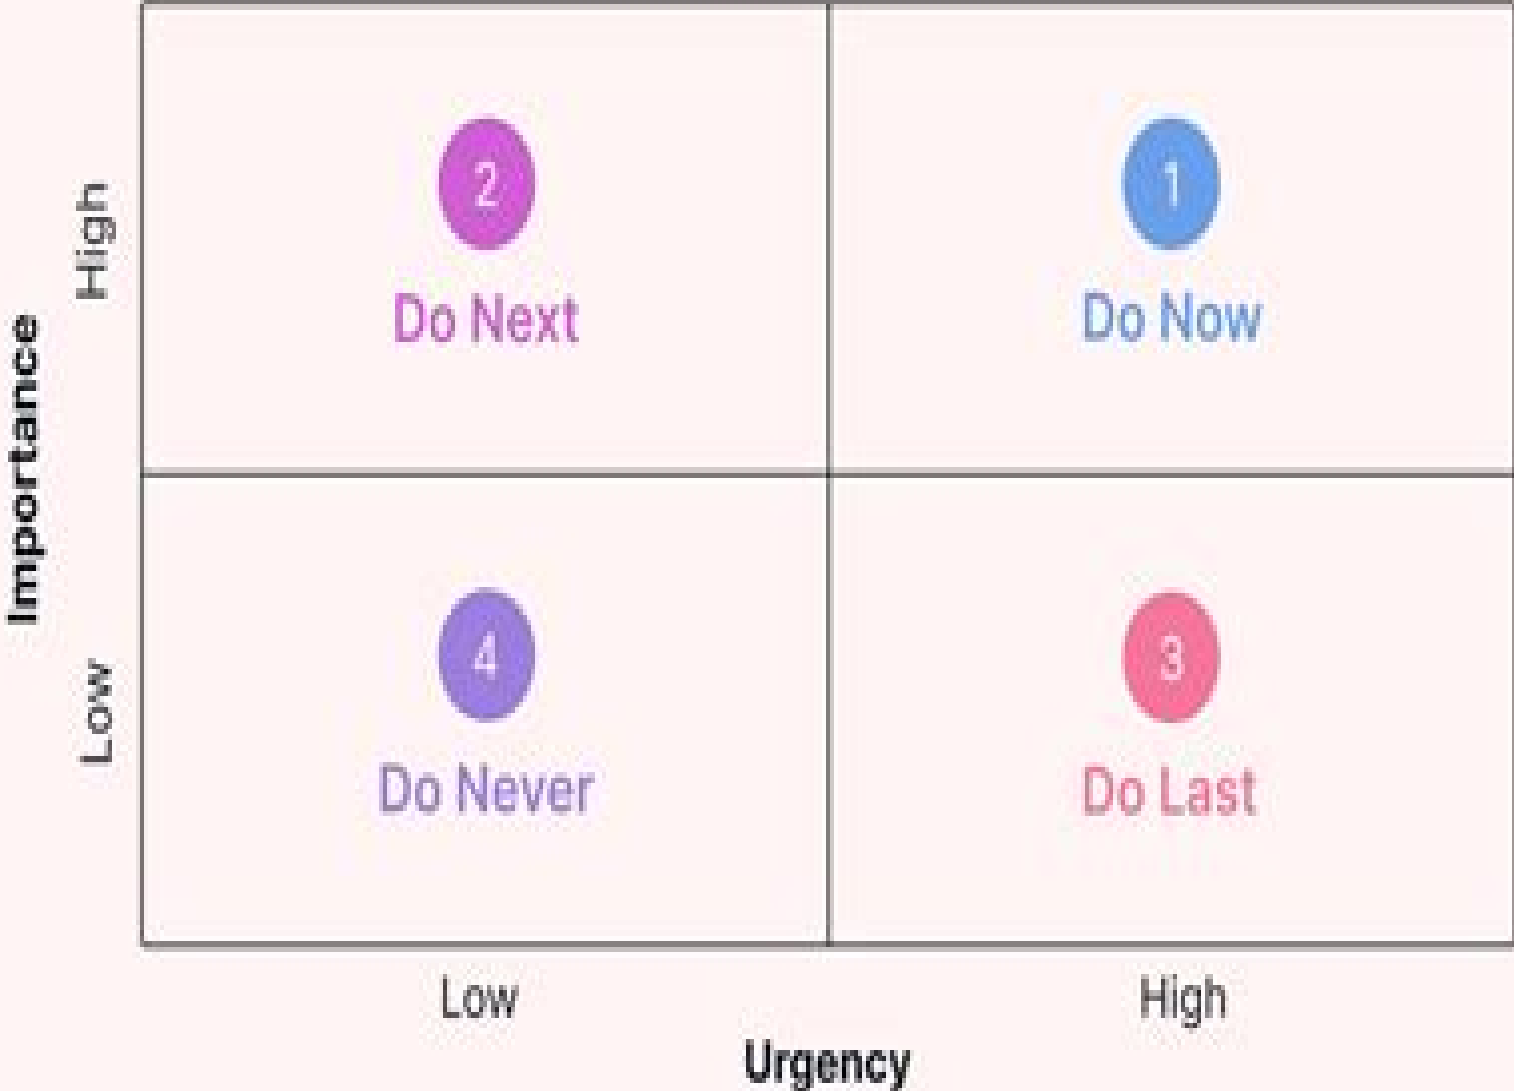 High
2
1
Do Next
Do Now
Importance
Low
4
3
Do Never
Do Last
Low
High
Urgency